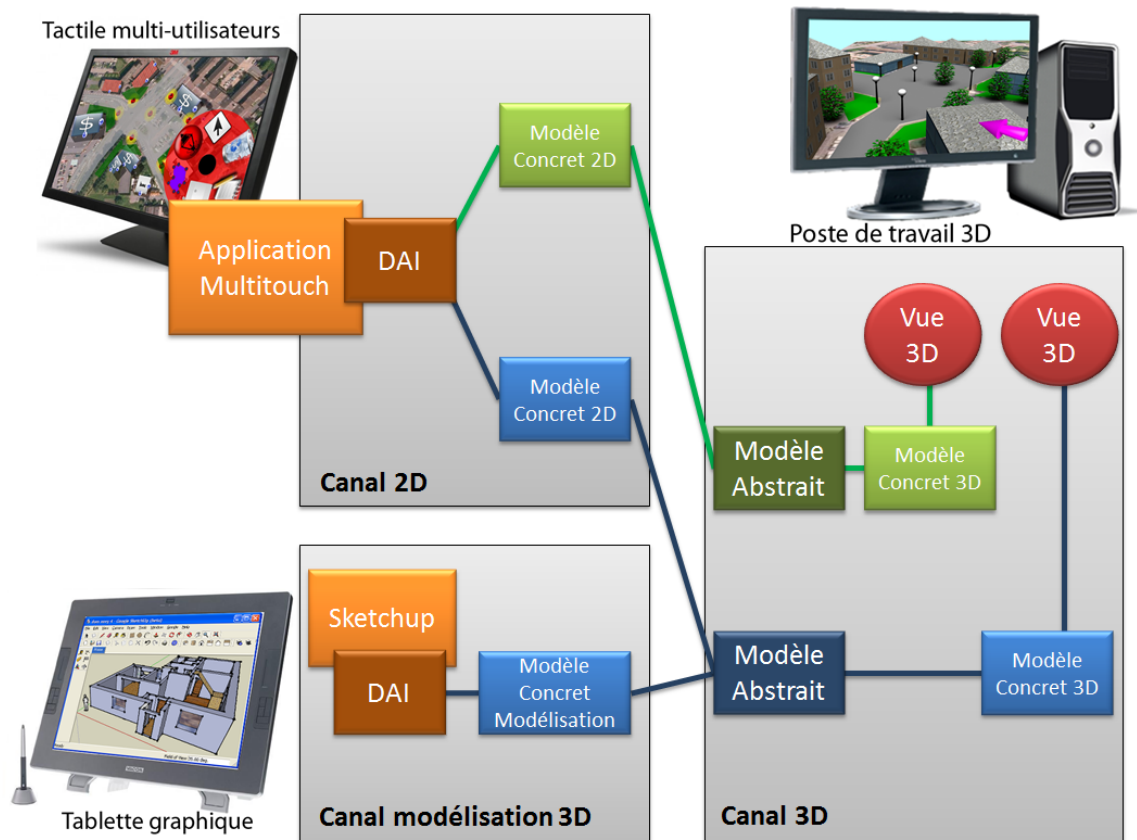 Tactile multi-utilisateurs
3M
Application
Multitouch
DAI
Modèle
Concret 2D
Modèle
Concret 2D
Canal 2D
Poste de travail 3D
Vue
3D
Vue
3D
Modèle
Abstrait
Modèle
Concret 3D
Modèle
Abstrait
Modèle
Concret 3D
Canal 3D
Sketchup
DAI
Modèle
Concret
Modélisation
Canal modélisation 3D
Tablette graphique